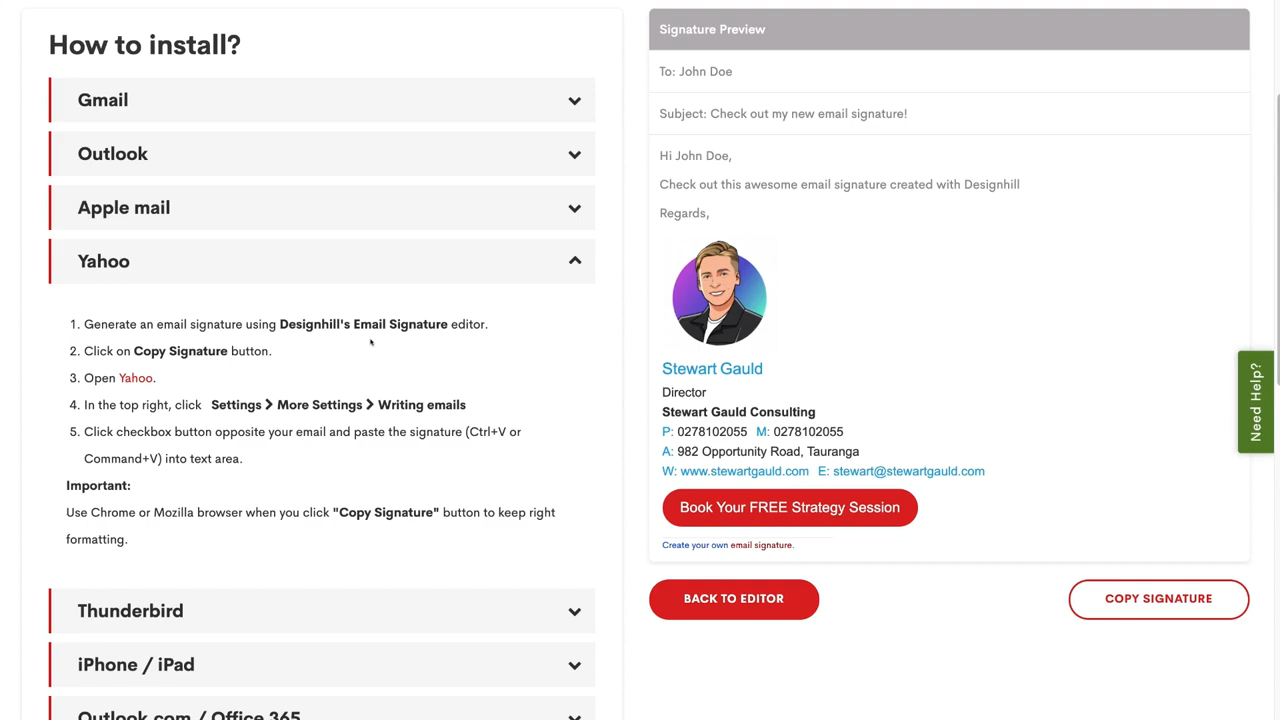 How to install?
Gmail
Outlook
Apple mail
Yahoo
1. Generate an email signature using Designhill's Email Signature editor.
2. Click on Copy Signature button.
3. Open Yahoo.
4. In the top right, click Settings > More Settings > Writing emails
5. Click checkbox button opposite your email and paste the signature (Ctrl+V or
Command+V) into text area.
Important:
Use Chrome or Mozilla browser when you click "Copy Signature" button to keep right
formatting.
Thunderbird
iPhone / iPad
Outlook.com / Office 365
Signature Preview
To: John Doe
Subject: Check out my new email signature!
Hi John Doe,
Check out this awesome email signature created with Designhill
Regards,
Stewart Gauld
Director
Stewart Gauld Consulting
P: 0278102055 M: 0278102055
A: 982 Opportunity Road, Tauranga
W: www.stewartgauld.com E: stewart@stewartgauld.com
Book Your FREE Strategy Session
Create your own email signature.
BACK TO EDITOR
COPY SIGNATURE
Need Help?